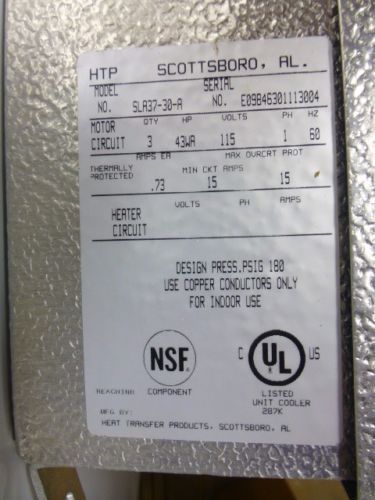 HTP SCOTTSBORO, AL.
MODEL SERIAL
NO. SLA37-30-A NO. E09B46301113004
MOTOR QTY HP VOLTS PH HZ
CIRCUIT 3 43WA 115 1 60
AMPS EA MIN CKT AMPS MAX OVRCRT PROT
THERMALLY
PROTECTED .73 15 15 .
VOLTS PH AMPS
HEATER
CIRCUIT
DESIGN PRESS.PSIG 180
USE COPPER CONDUCTORS ONLY
FOR INDOOR USE
NSF
C UL US
COMPONENT
LISTED
UNIT COOLER
287K
MFG BY:
HEAT TRANSFER PRODUCTS, SCOTTSBORO, AL